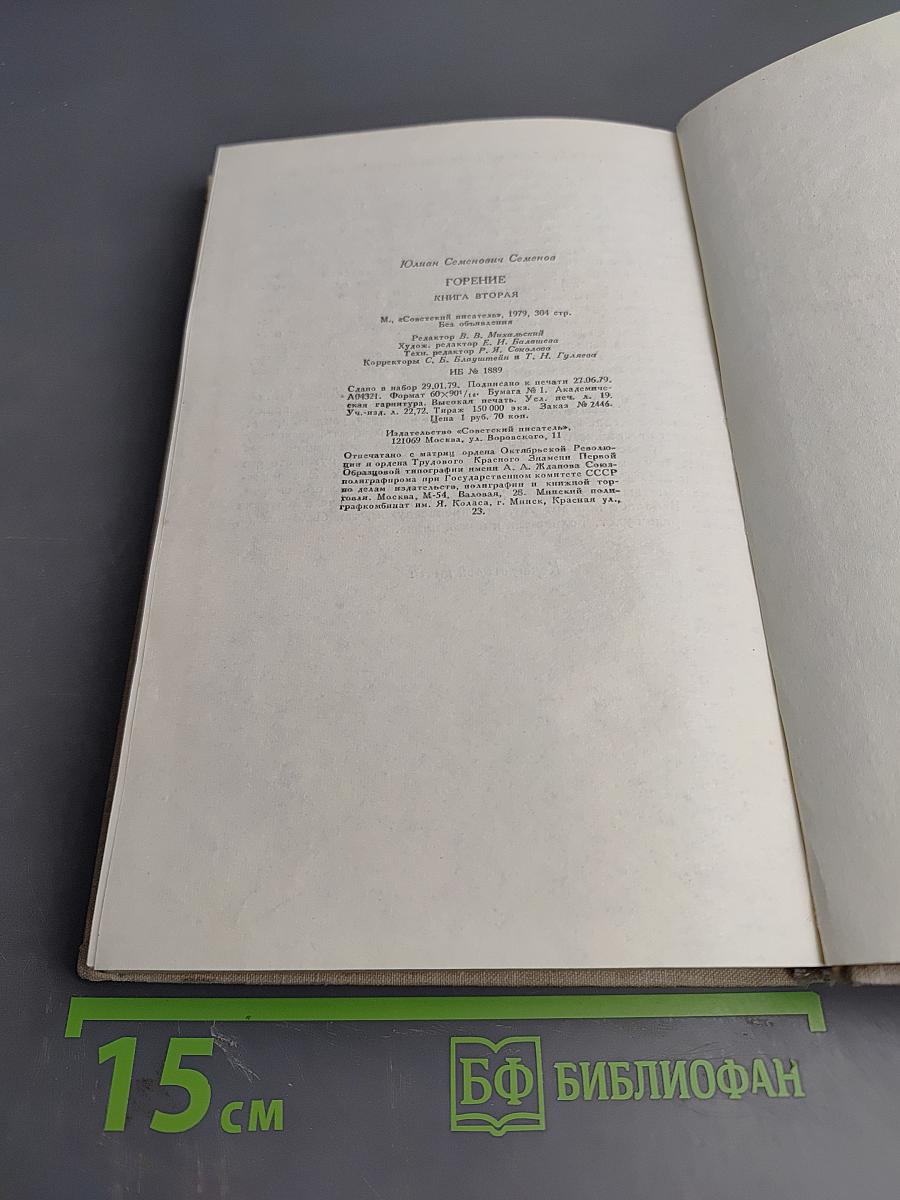 Юлиан Семенович Семенов
ГОРЕНИЕ
КНИГА ВТОРАЯ
М., «Советский писатель», 1979, 304 стр.
Без объявления
Редактор В. В. Михальский
Худож. редактор Е. И. Балашева
Техн. редактор Р. Я. Соколова
Корректоры С. Б. Блауштейн и Т. Н. Гуляева
ИБ № 1889
Сдано в набор 29.01.79. Подписано к печати 27.06.79.
А04321. Формат 60×90¹/₁₆. Бумага № 1. Академиче-
ская гарнитура. Высокая печать. Усл. печ. л. 19.
Уч.-изд. л. 22,72. Тираж 150 000 экз. Заказ № 2446.
Цена 1 руб. 70 коп.
Издательство «Советский писатель»,
121069 Москва, ул. Воровского, 11
Отпечатано с матриц ордена Октябрьской Револю-
ции и ордена Трудового Красного Знамени Первой
Образцовой типографии имени А. А. Жданова Союз-
полиграфпрома при Государственном комитете СССР
по делам издательств, полиграфии и книжной тор-
говли. Москва, М-54, Валовая, 28. Минский поли-
графкомбинат им. Я. Коласа, г. Минск, Красная ул.,
23.
15 см
БФ БИБЛИОФАН